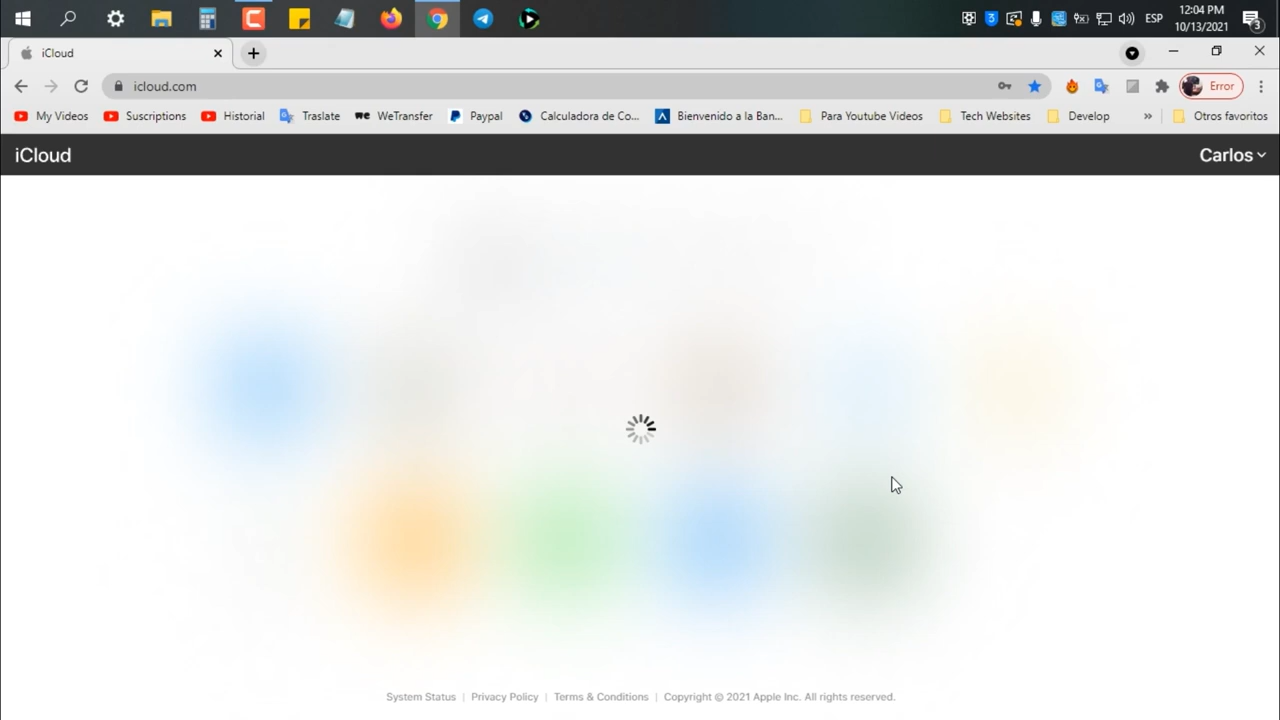 ESP
12:04 PM
10/13/2021
3
iCloud
icloud.com
Error
My Videos
Suscriptions
Historial
Traslate
we WeTransfer
Paypal
Calculadora de Co...
Bienvenido a la Ban...
Para Youtube Videos
Tech Websites
Develop
»
Otros favoritos
iCloud
Carlos
System Status | Privacy Policy | Terms & Conditions | Copyright © 2021 Apple Inc. All rights reserved.